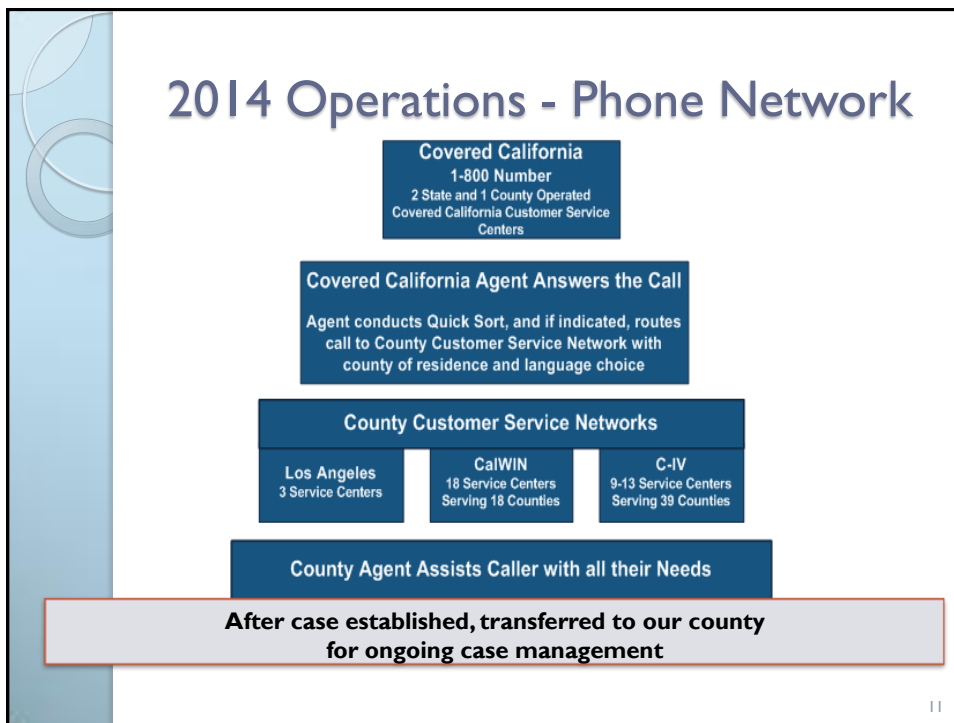 2014 Operations - Phone Network
Covered California
1-800 Number
2 State and 1 County Operated
Covered California Customer Service
Centers
Covered California Agent Answers the Call
Agent conducts Quick Sort, and if indicated, routes
call to County Customer Service Network with
county of residence and language choice
County Customer Service Networks
Los Angeles
3 Service Centers
CalWIN
18 Service Centers
Serving 18 Counties
C-IV
9-13 Service Centers
Serving 39 Counties
County Agent Assists Caller with all their Needs
After case established, transferred to our county
for ongoing case management
11